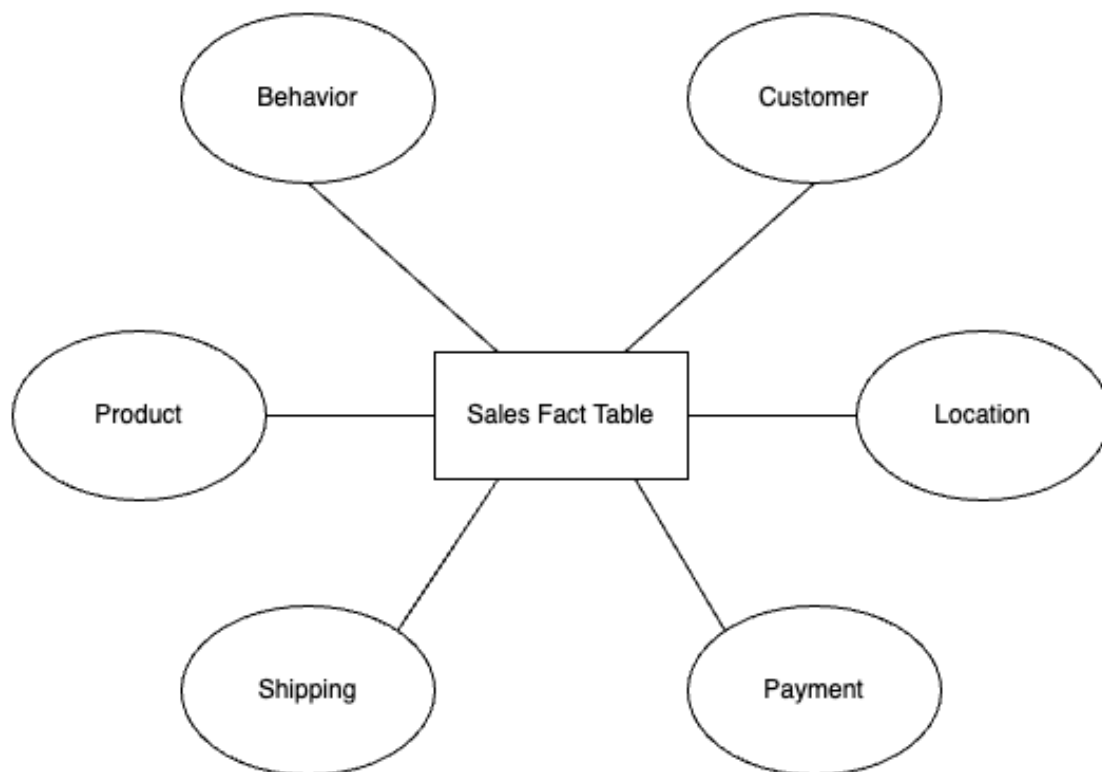 Behavior
Customer
Product
Sales Fact Table
Location
Shipping
Payment